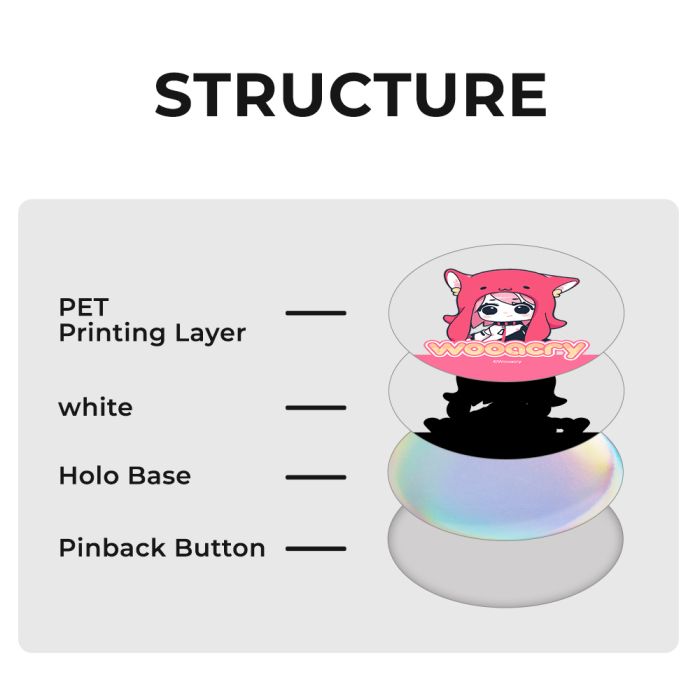 STRUCTURE
PET
Printing Layer
wooacry
white
Holo Base
Pinback Button